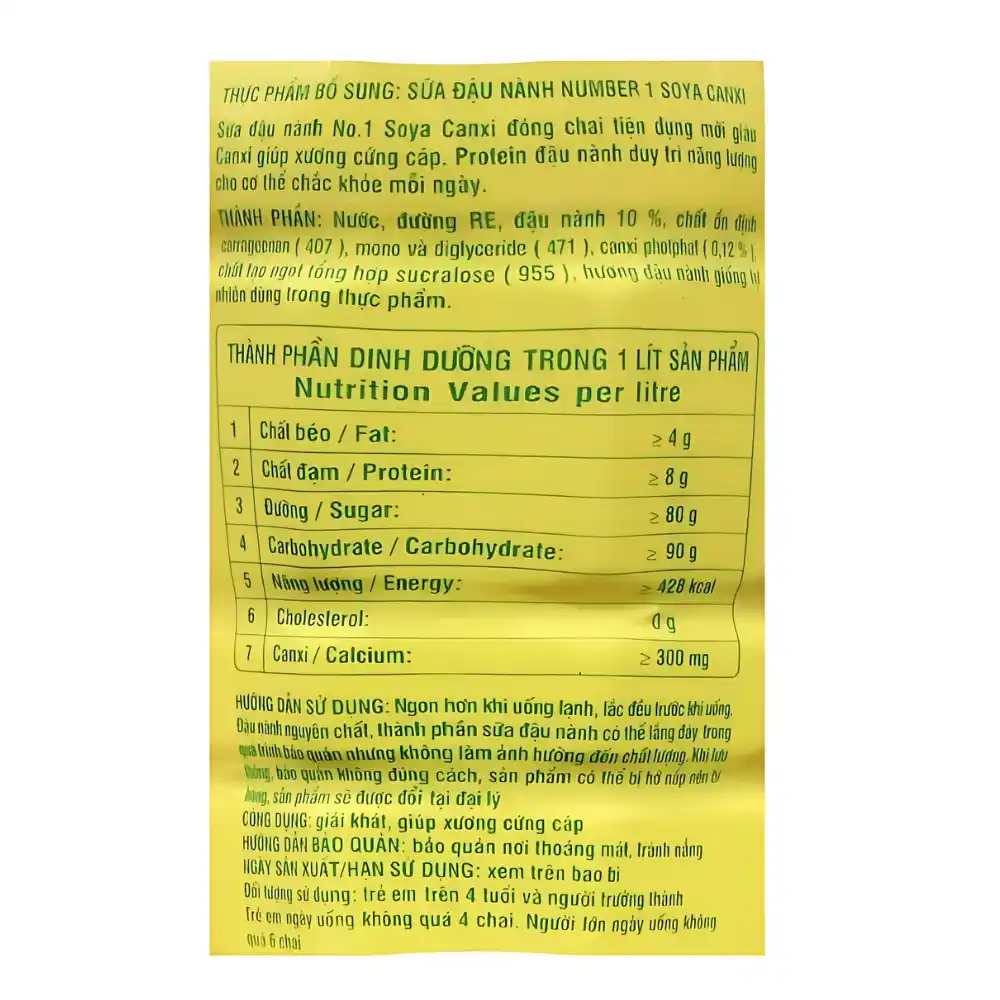 THỰC PHẨM BỔ SUNG: SỮA ĐẬU NÀNH NUMBER 1 SOYA CANXI
Sữa đậu nành No.1 Soya Canxi đóng chai tiện dụng mới giàu
Canxi giúp xương cứng cáp. Protein đậu nành duy trì năng lượng
cho cơ thể chắc khỏe mỗi ngày.
THÀNH PHẦN: Nước, đường RE, đậu nành 10 %, chất ổn định
carrageenan ( 407 ), mono và diglyceride ( 471 ), canxi photphat ( 0,12 % ),
chất tạo ngọt tổng hợp sucralose ( 955 ), hương đậu nành giống tự
nhiên dùng trong thực phẩm.
THÀNH PHẦN DINH DƯỠNG TRONG 1 LÍT SẢN PHẨM
Nutrition Values per litre
1 Chất béo / Fat: ≥ 4 g
2 Chất đạm / Protein: ≥ 8 g
3 Đường / Sugar: ≥ 80 g
4 Carbohydrate / Carbohydrate: ≥ 90 g
5 Năng lượng / Energy: ≥ 428 kcal
6 Cholesterol: 0 g
7 Canxi / Calcium: ≥ 300 mg
HƯỚNG DẪN SỬ DỤNG: Ngon hơn khi uống lạnh, lắc đều trước khi uống.
Đậu nành nguyên chất, thành phần sữa đậu nành có thể lắng đáy trong
quá trình bảo quản nhưng không làm ảnh hưởng đến chất lượng. Khi lưu
thông, bảo quản không đúng cách, sản phẩm có thể bị hở nắp nên bị
hỏng, sản phẩm sẽ được đổi tại đại lý
CÔNG DỤNG: giải khát, giúp xương cứng cáp
HƯỚNG DẪN BẢO QUẢN: bảo quản nơi thoáng mát, tránh nắng
NGÀY SẢN XUẤT/HẠN SỬ DỤNG: xem trên bao bì
Đối tượng sử dụng: trẻ em trên 4 tuổi và người trưởng thành
Trẻ em ngày uống không quá 4 chai. Người lớn ngày uống không
quá 6 chai